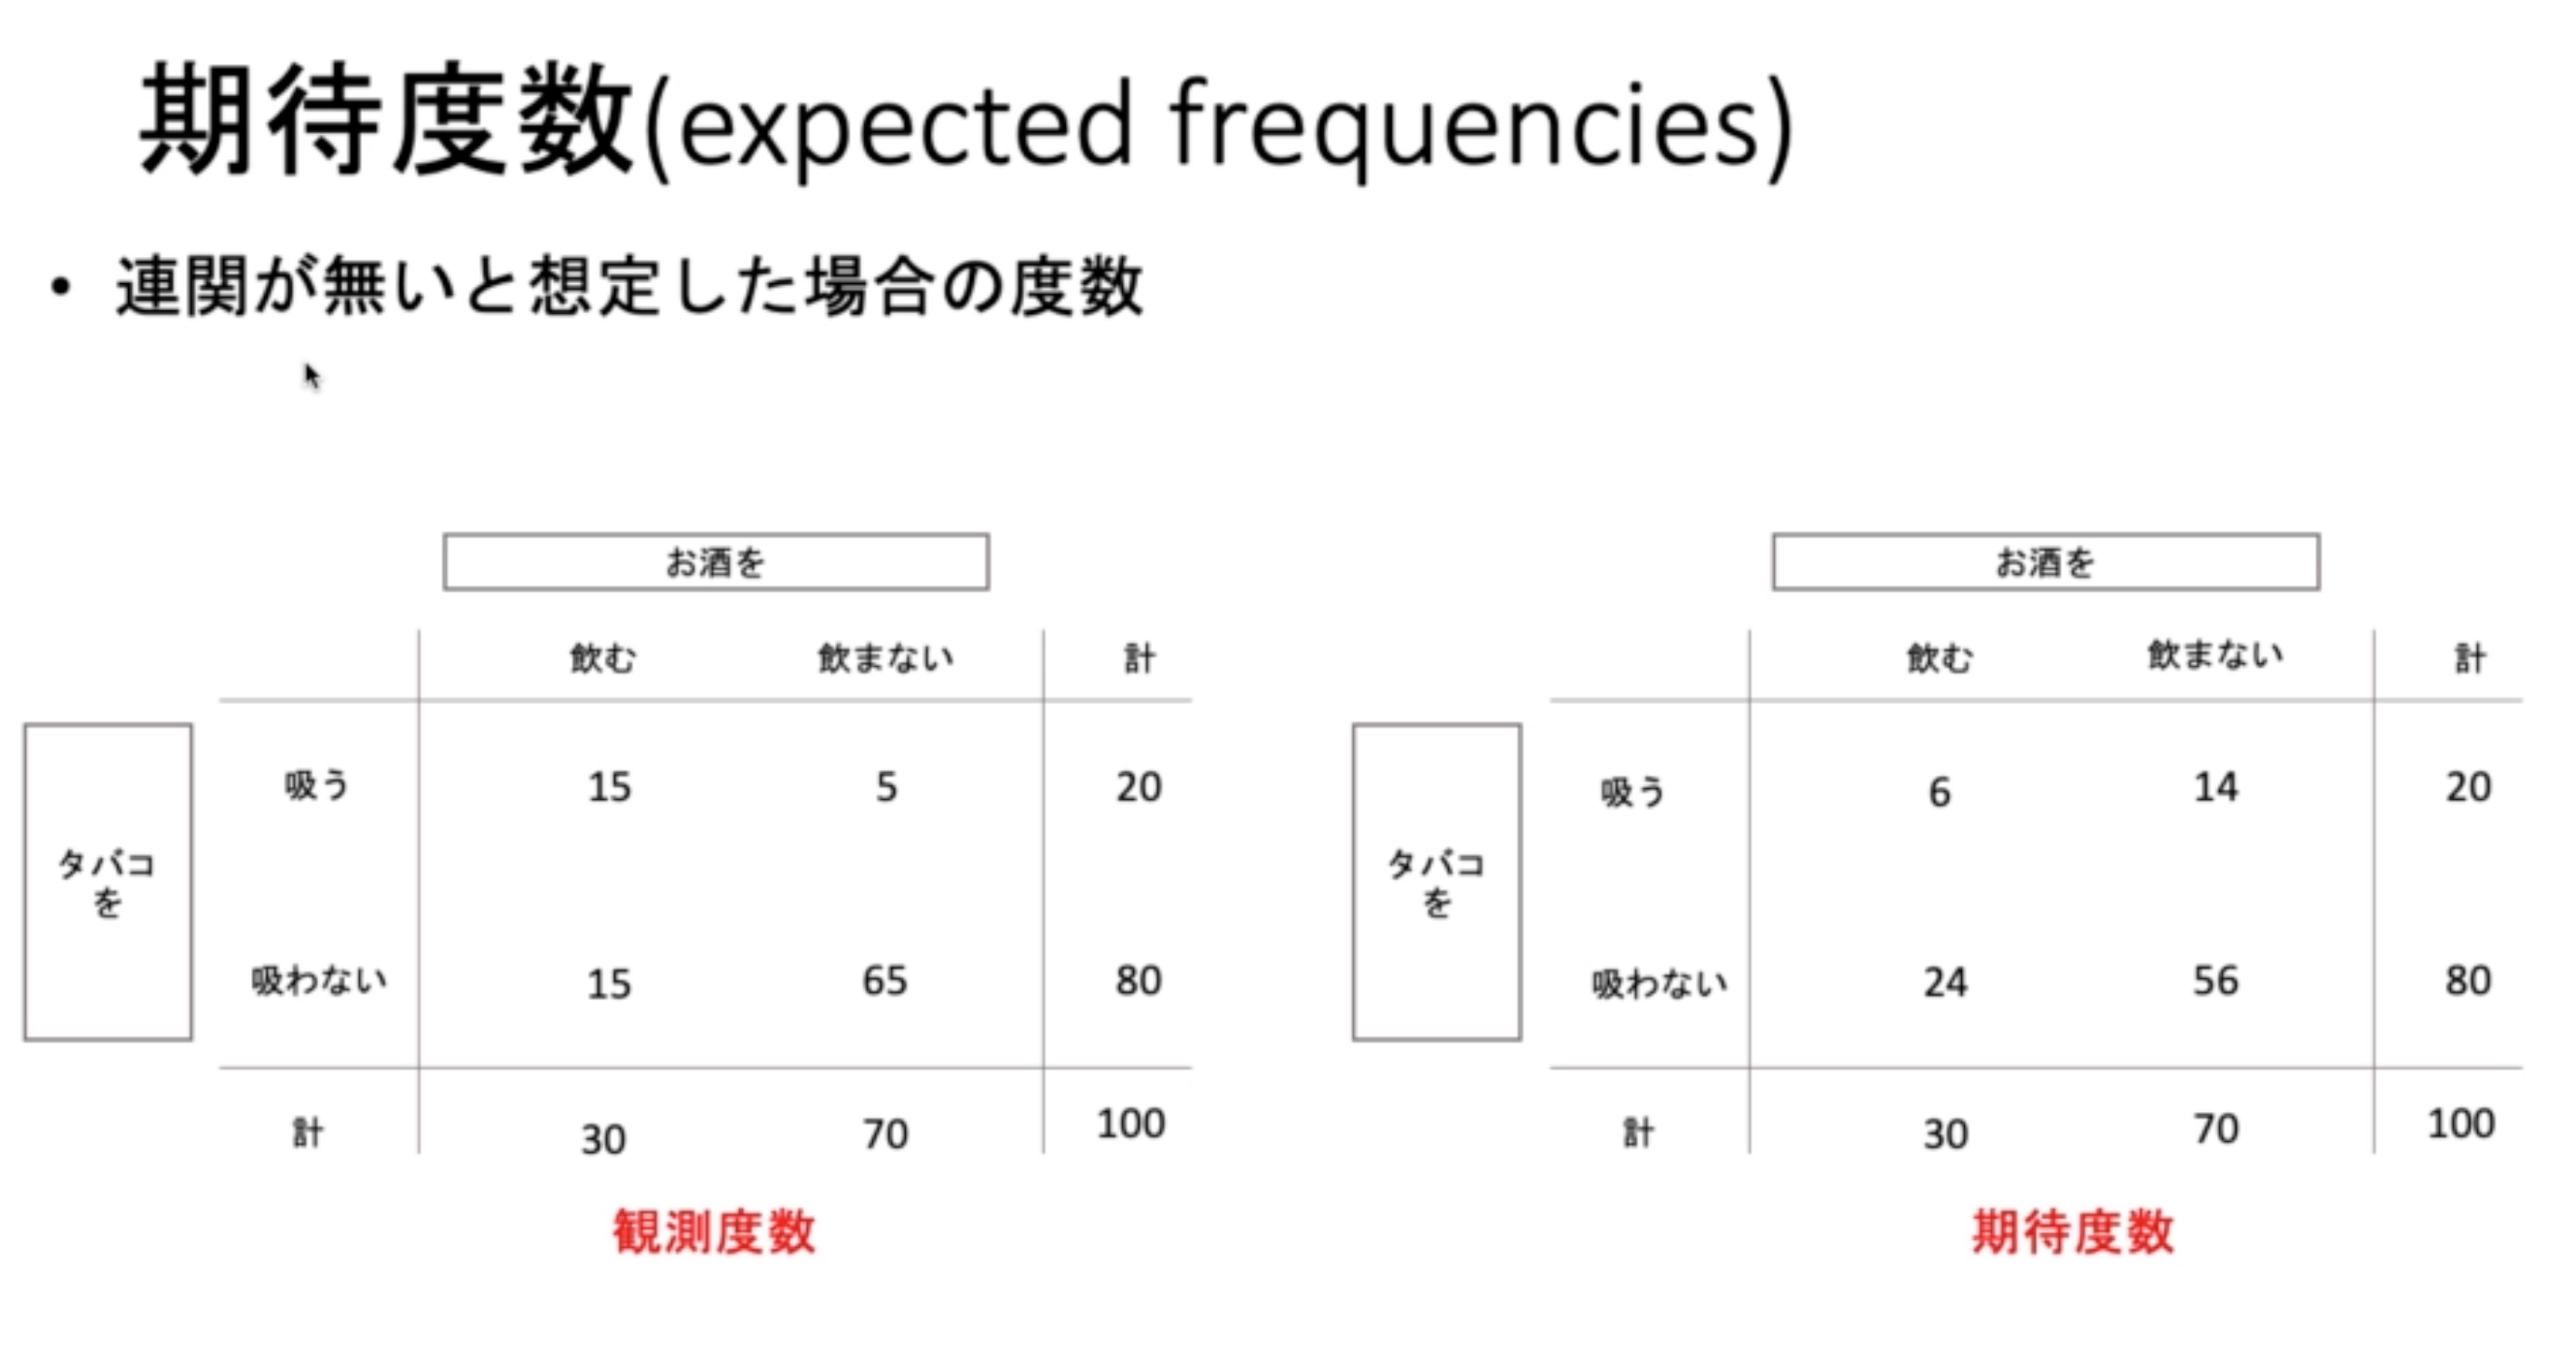 期待度数(expected frequencies)
• 連関が無いと想定した場合の度数
お酒を
飲む 飲まない 計
タバコ
を
吸う 15 5 20
吸わない 15 65 80
計 30 70 100
観測度数
お酒を
飲む 飲まない 計
タバコ
を
吸う 6 14 20
吸わない 24 56 80
計 30 70 100
期待度数